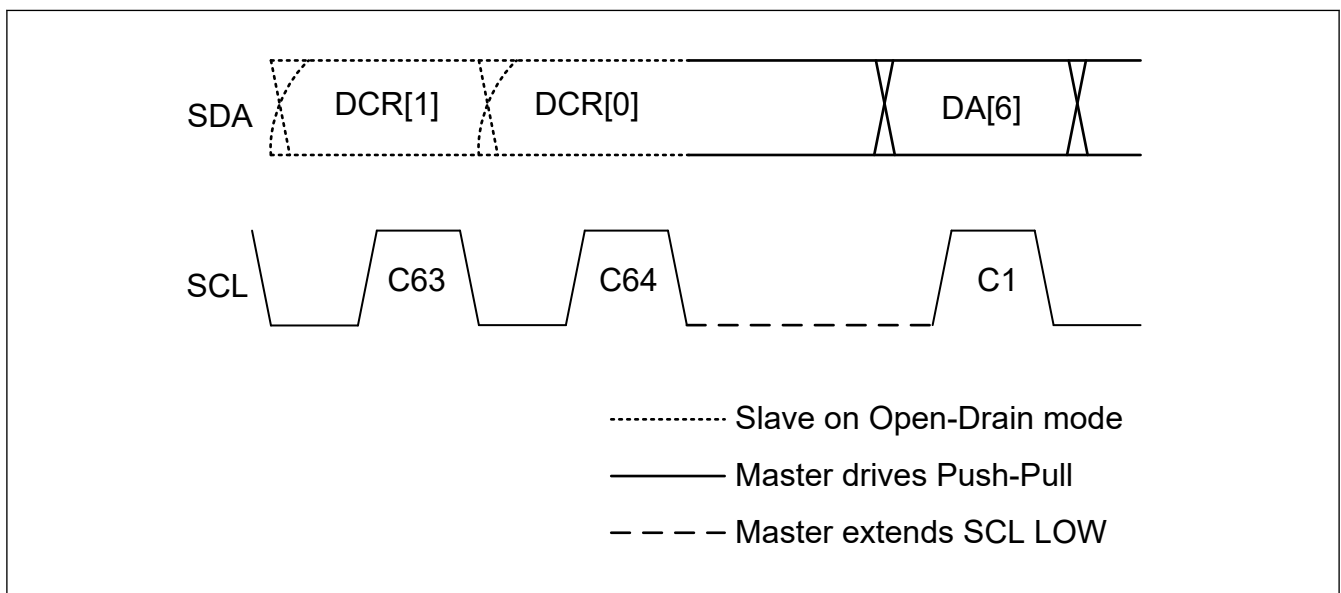 SDA DCR[1] DCR[0] DA[6]
SCL C63 C64 C1
Slave on Open-Drain mode
Master drives Push-Pull
Master extends SCL LOW